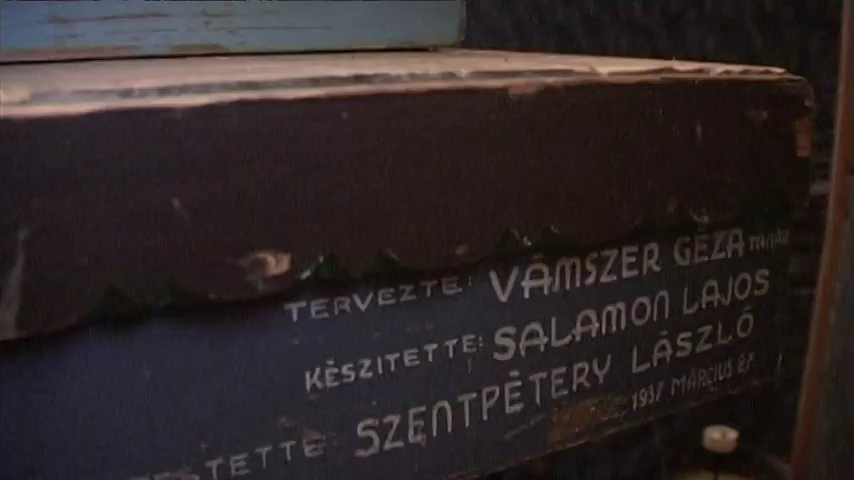 TERVEZTE: VÁMSZER GÉZA
KÉSZITETTE: SALAMON LAJOS
SZENTPÉTERY LÁSZLÓ
1937 MÁRCIUS